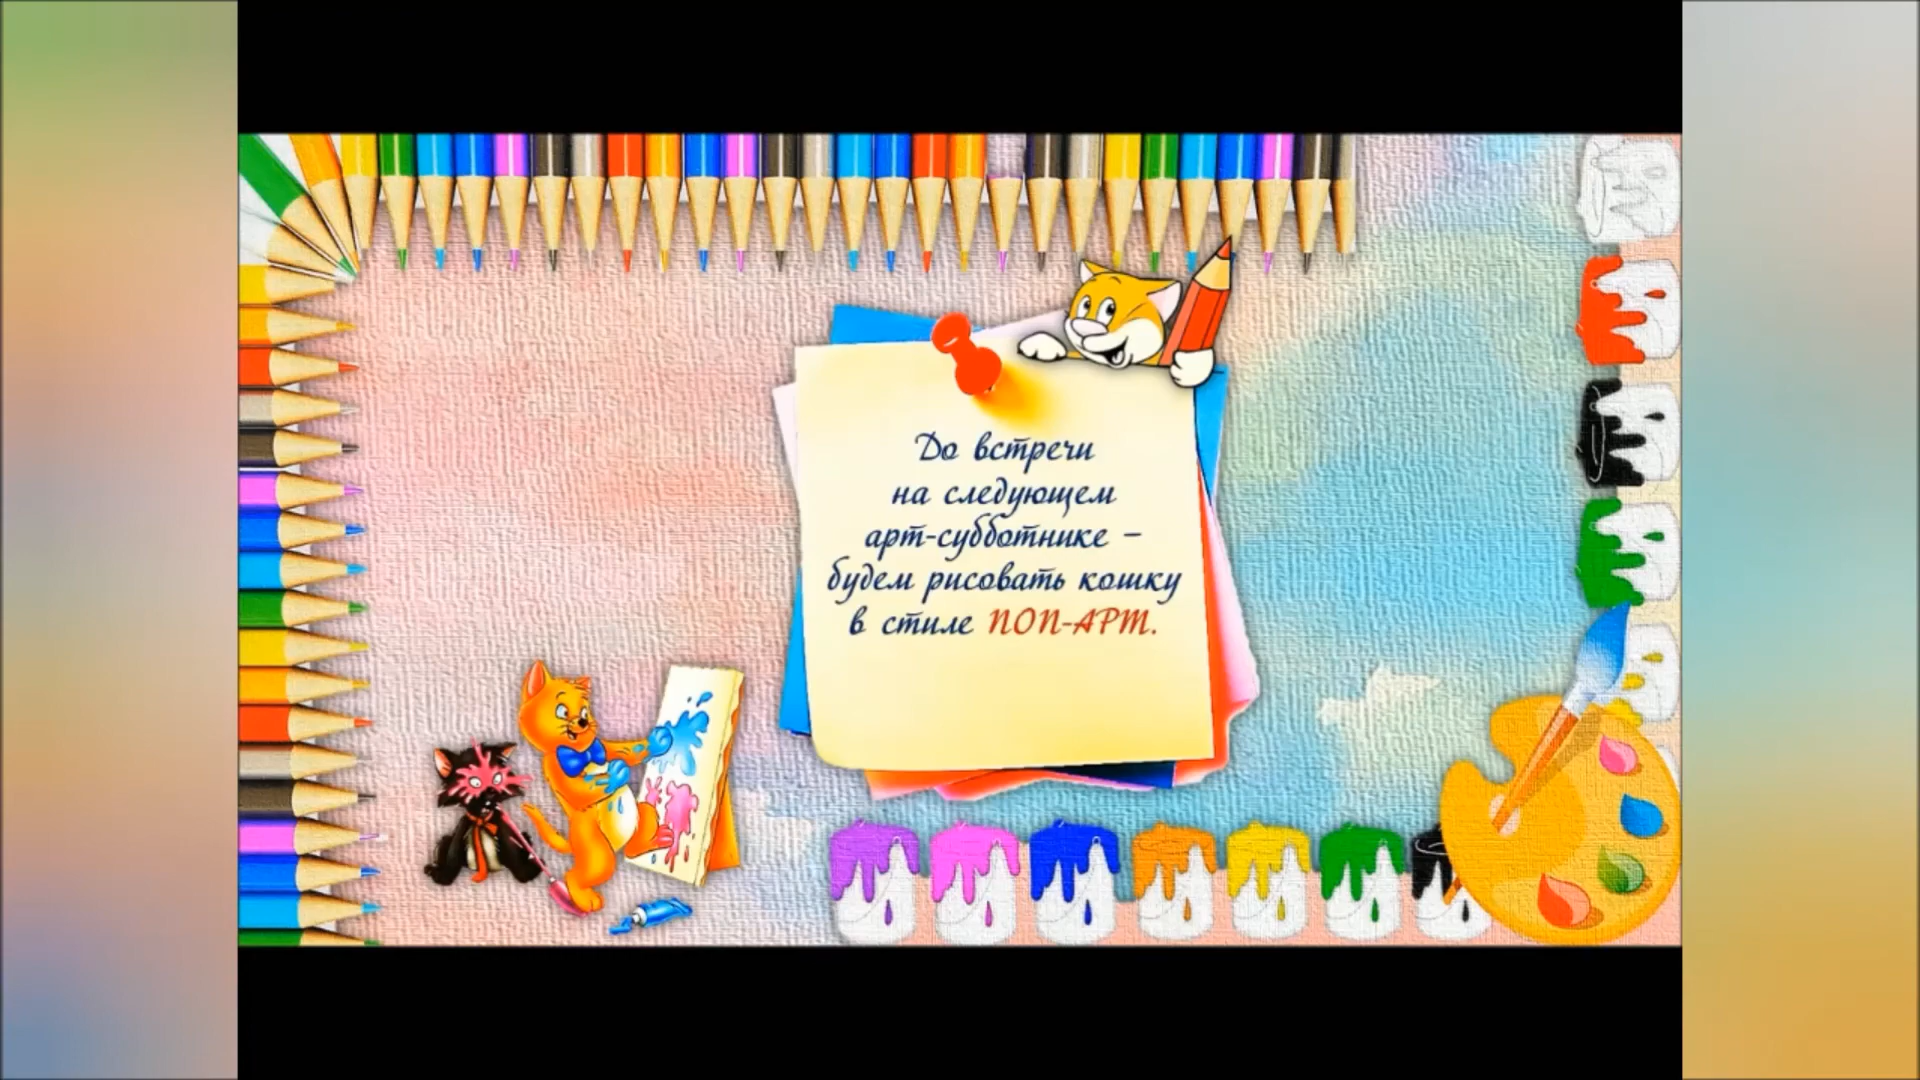 До встречи
на следующем
арт-субботнике –
будем рисовать кошку
в стиле ПОП-АРТ.